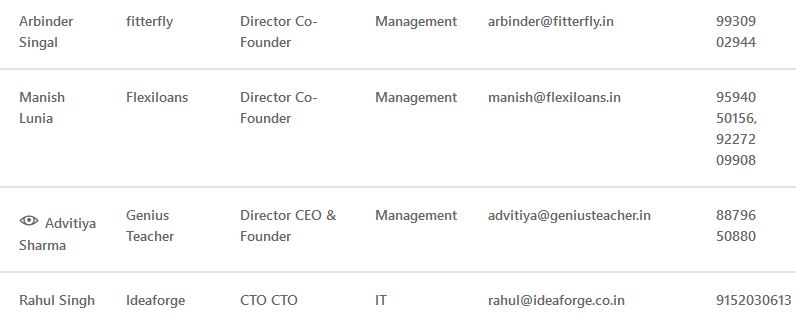 Arbinder Singal fitterfly Director Co-Founder Management arbinder@fitterfly.in 99309 02944
Manish Lunia Flexiloans Director Co-Founder Management manish@flexiloans.in 95940 50156, 92272 09908
Advitiya Sharma Genius Teacher Director CEO & Founder Management advitiya@geniusteacher.in 88796 50880
Rahul Singh Ideaforge CTO CTO IT rahul@ideaforge.co.in 9152030613